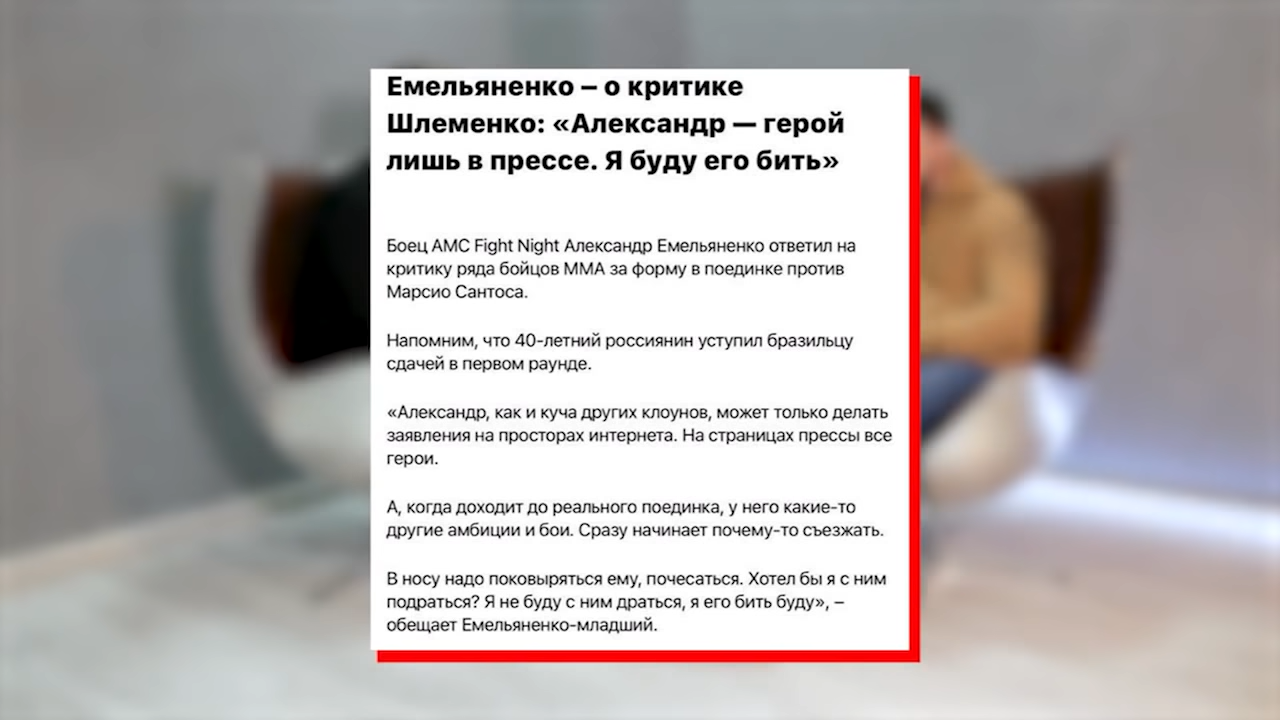 Емельяненко – о критике
Шлеменко: «Александр — герой
лишь в прессе. Я буду его бить»
Боец AMC Fight Night Александр Емельяненко ответил на
критику ряда бойцов ММА за форму в поединке против
Марсио Сантоса.
Напомним, что 40-летний россиянин уступил бразильцу
сдачей в первом раунде.
«Александр, как и куча других клоунов, может только делать
заявления на просторах интернета. На страницах прессы все
герои.
А, когда доходит до реального поединка, у него какие-то
другие амбиции и бои. Сразу начинает почему-то съезжать.
В носу надо поковыряться ему, почесаться. Хотел бы я с ним
подраться? Я не буду с ним драться, я его бить буду», –
обещает Емельяненко-младший.